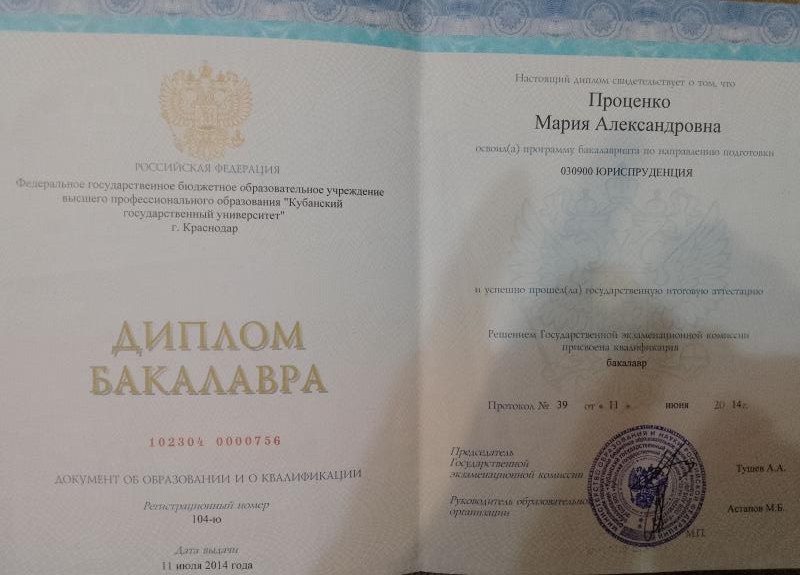 РОССИЙСКАЯ ФЕДЕРАЦИЯ
Федеральное государственное бюджетное образовательное учреждение
высшего профессионального образования "Кубанский
государственный университет"
г. Краснодар
ДИПЛОМ
БАКАЛАВРА
102304 0000756
ДОКУМЕНТ ОБ ОБРАЗОВАНИИ И О КВАЛИФИКАЦИИ
Регистрационный номер
104-ю
Дата выдачи
11 июля 2014 года
Настоящий диплом свидетельствует о том, что
Проценко
Мария Александровна
освоил(а) программу бакалавриата по направлению подготовки
030900 ЮРИСПРУДЕНЦИЯ
и успешно прошел(ла) государственную итоговую аттестацию
Решением Государственной экзаменационной комиссии
присвоена квалификация
бакалавр
Протокол № 39 от « 11 » июня 2014 г.
Председатель
Государственной
экзаменационной комиссии
Тушев А.А.
Руководитель образовательной
организации
Астапов М.Б.
М.П.